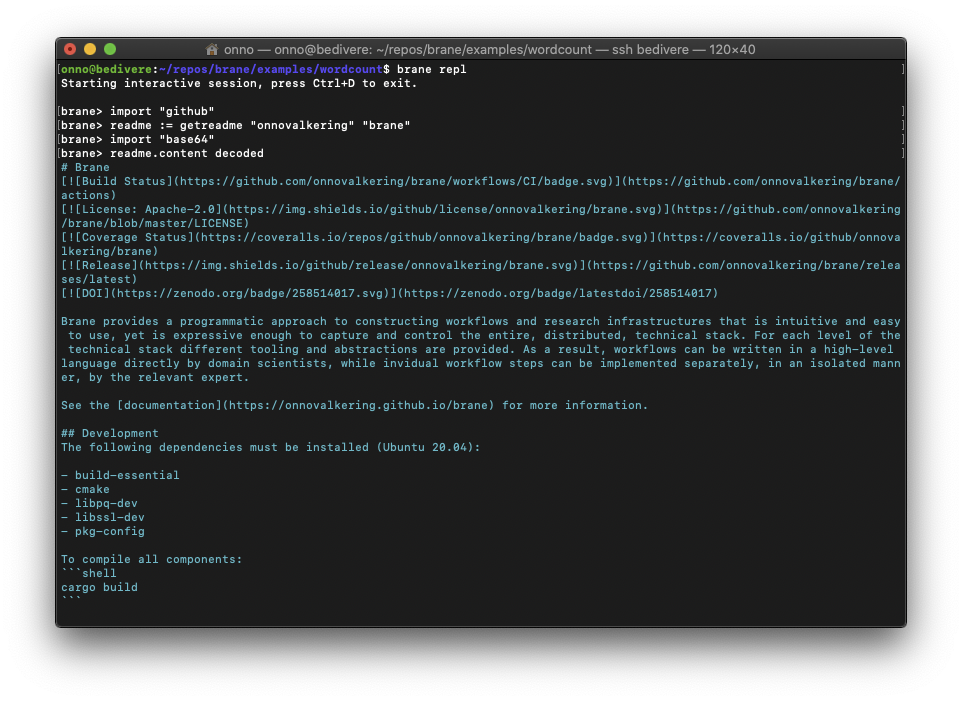 onno — onno@bedivere: ~/repos/brane/examples/wordcount — ssh bedivere — 120×40
[onno@bedivere:~/repos/brane/examples/wordcount$ brane repl ]
Starting interactive session, press Ctrl+D to exit.
[brane> import "github" ]
[brane> readme := getreadme "onnovalkering" "brane" ]
[brane> import "base64" ]
[brane> readme.content decoded ]
# Brane
[![Build Status](https://github.com/onnovalkering/brane/workflows/CI/badge.svg)](https://github.com/onnovalkering/brane/
actions)
[![License: Apache-2.0](https://img.shields.io/github/license/onnovalkering/brane.svg)](https://github.com/onnovalkering
/brane/blob/master/LICENSE)
[![Coverage Status](https://coveralls.io/repos/github/onnovalkering/brane/badge.svg)](https://coveralls.io/github/onnova
lkering/brane)
[![Release](https://img.shields.io/github/release/onnovalkering/brane.svg)](https://github.com/onnovalkering/brane/relea
ses/latest)
[![DOI](https://zenodo.org/badge/258514017.svg)](https://zenodo.org/badge/latestdoi/258514017)
Brane provides a programmatic approach to constructing workflows and research infrastructures that is intuitive and easy
 to use, yet is expressive enough to capture and control the entire, distributed, technical stack. For each level of the
 technical stack different tooling and abstractions are provided. As a result, workflows can be written in a high-level
language directly by domain scientists, while invidual workflow steps can be implemented separately, in an isolated mann
er, by the relevant expert.
See the [documentation](https://onnovalkering.github.io/brane) for more information.
## Development
The following dependencies must be installed (Ubuntu 20.04):
- build-essential
- cmake
- libpq-dev
- libssl-dev
- pkg-config
To compile all components:
```shell
cargo build
```